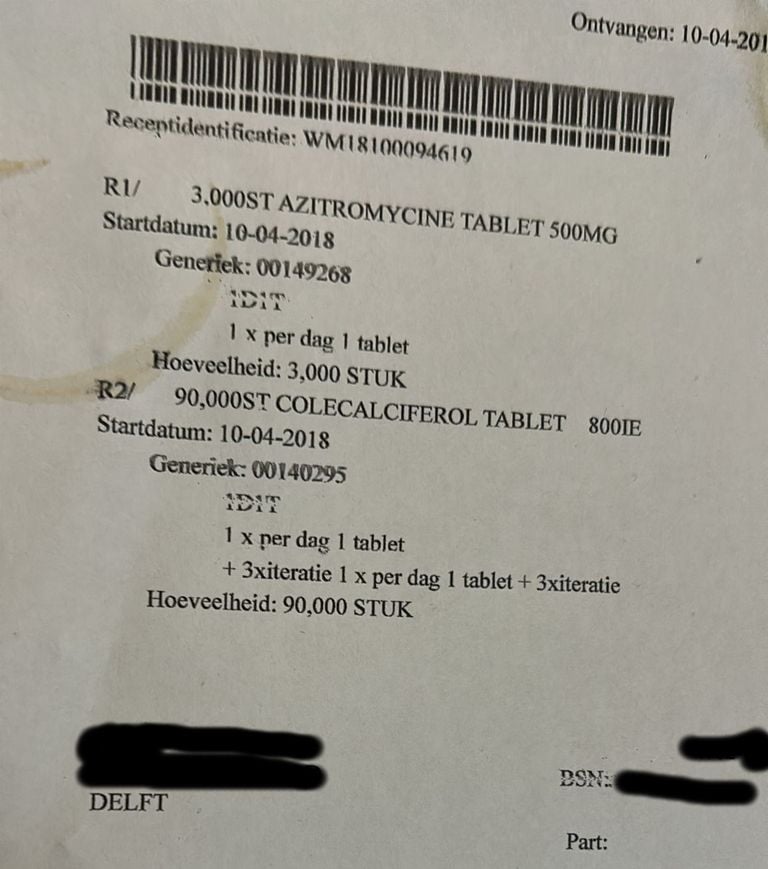 Ontvangen: 10-04-201
Receptidentificatie: WM18100094619
R1/ 3,000ST AZITROMYCINE TABLET 500MG
Startdatum: 10-04-2018
Generiek: 00149268
1D1T
1 x per dag 1 tablet
Hoeveelheid: 3,000 STUK
R2/ 90,000ST COLECALCIFEROL TABLET 800IE
Startdatum: 10-04-2018
Generiek: 00140295
1D1T
1 x per dag 1 tablet
+ 3xiteratie 1 x per dag 1 tablet + 3xiteratie
Hoeveelheid: 90,000 STUK
DELFT
BSN:
Part: